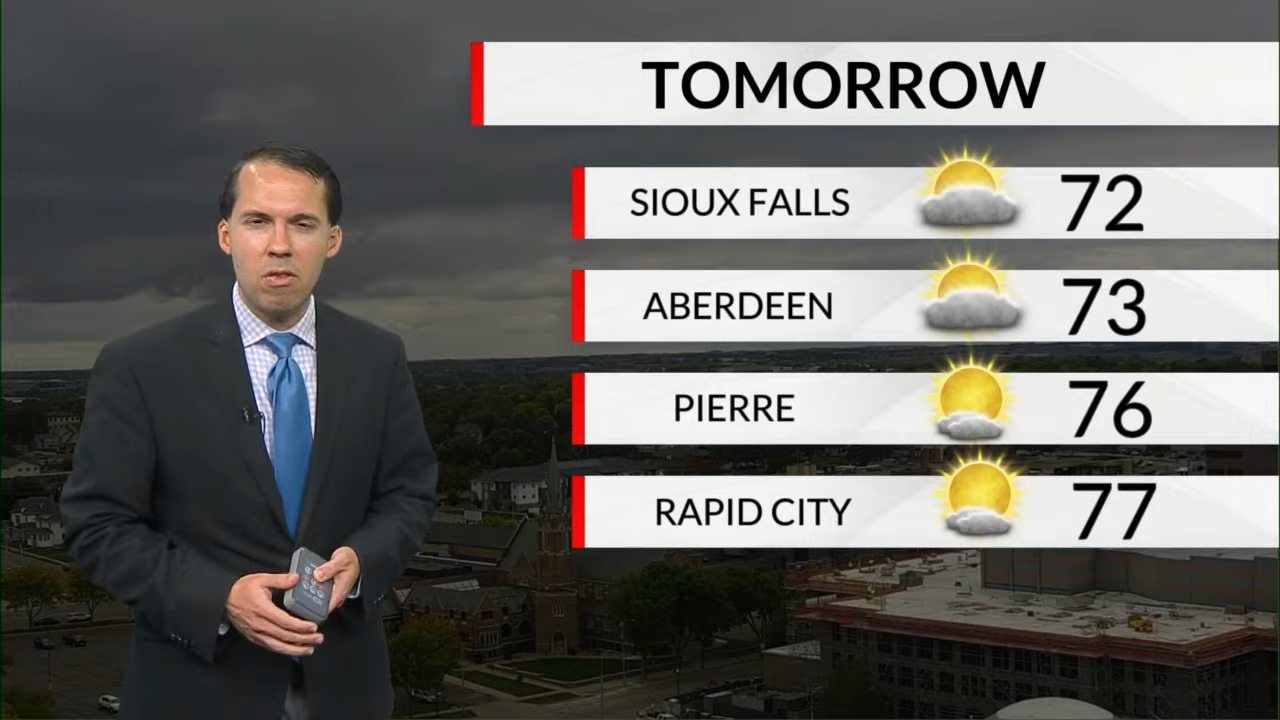 TOMORROW
SIOUX FALLS 72
ABERDEEN 73
PIERRE 76
RAPID CITY 77